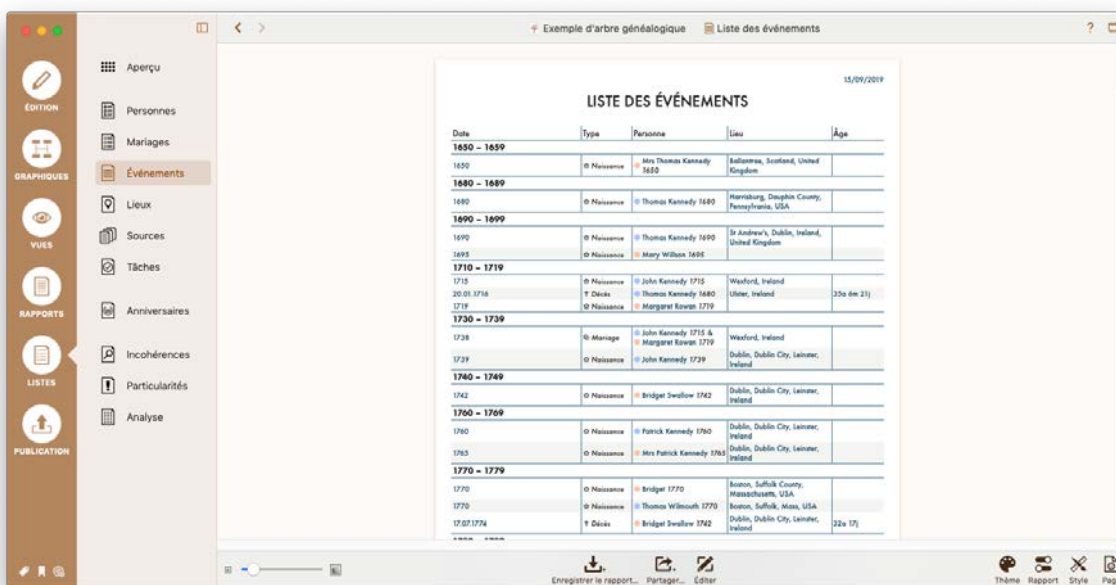 Exemple d'arbre généalogique
Liste des événements
?
ÉDITION
GRAPHIQUES
VUES
RAPPORTS
LISTES
PUBLICATION
Aperçu
Personnes
Mariages
Événements
Lieux
Sources
Tâches
Anniversaires
Incohérences
Particularités
Analyse
15/09/2019
LISTE DES ÉVÉNEMENTS
Date Type Personne Lieu Âge
1650 – 1659
1650 Naissance Mrs Thomas Kennedy 1650 Ballantrae, Scotland, United Kingdom
1680 – 1689
1680 Naissance Thomas Kennedy 1680 Harrisburg, Dauphin County, Pennsylvania, USA
1690 – 1699
1690 Naissance Thomas Kennedy 1690 St Andrew's, Dublin, Ireland, United Kingdom
1695 Naissance Mary Wilson 1695
1710 – 1719
1715 Naissance John Kennedy 1715 Wexford, Ireland
20.01.1716 Décès Thomas Kennedy 1680 Ulster, Ireland 35a 6m 21j
1719 Naissance Margaret Rowan 1719
1730 – 1739
1738 Mariage John Kennedy 1715 & Margaret Rowan 1719 Wexford, Ireland
1739 Naissance John Kennedy 1739 Dublin, Dublin City, Leinster, Ireland
1740 – 1749
1742 Naissance Bridget Swallow 1742 Dublin, Dublin City, Leinster, Ireland
1760 – 1769
1760 Naissance Patrick Kennedy 1760 Dublin, Dublin City, Leinster, Ireland
1765 Naissance Mrs Patrick Kennedy 1765 Dublin, Dublin City, Leinster, Ireland
1770 – 1779
1770 Naissance Bridget 1770 Boston, Suffolk County, Massachusetts, USA
1770 Naissance Thomas Wilmouth 1770 Boston, Suffolk, Mass, USA
17.07.1774 Décès Bridget Swallow 1742 Dublin, Dublin City, Leinster, Ireland 32a 17j
Enregistrer le rapport... Partager... Éditer
Thème Rapport Style